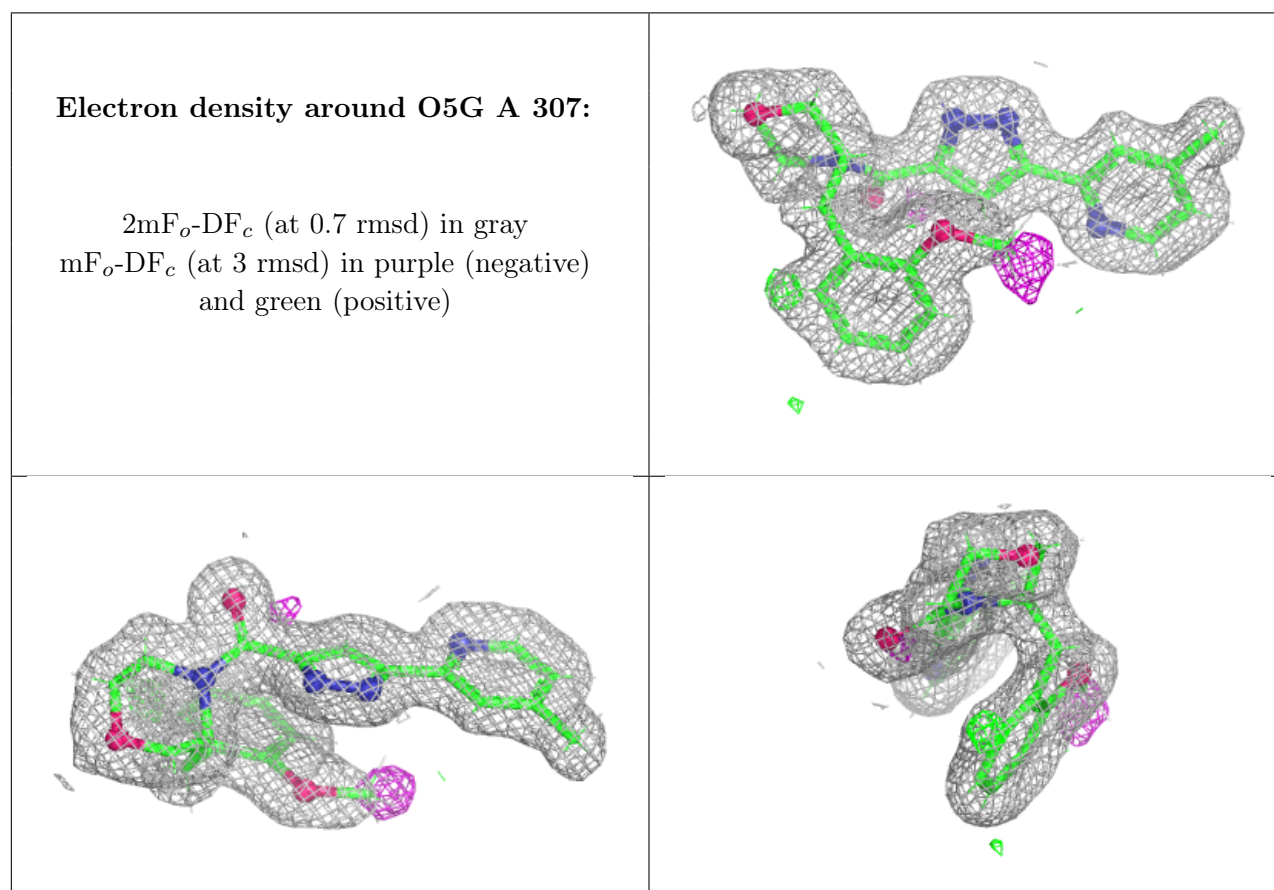 Electron density around O5G A 307:
2mFo-DFc (at 0.7 rmsd) in gray
mFo-DFc (at 3 rmsd) in purple (negative)
and green (positive)